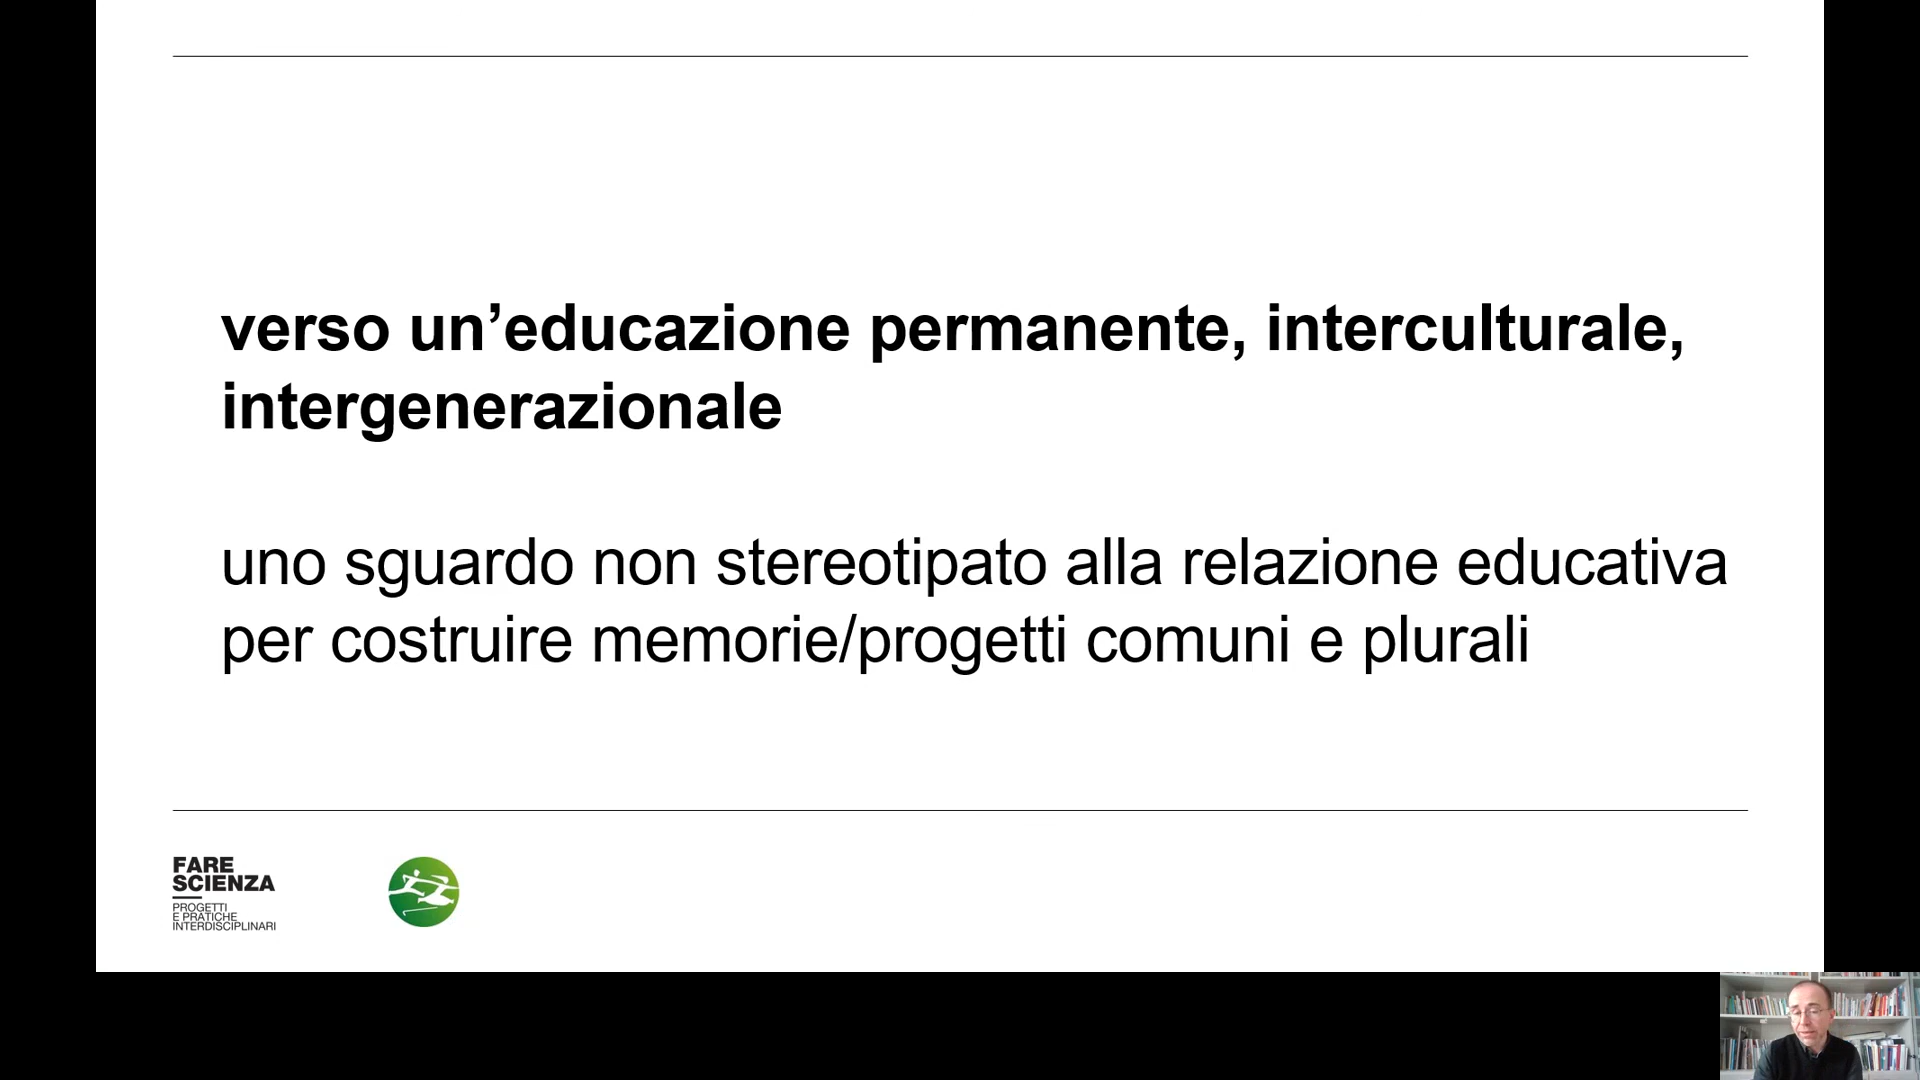 verso un’educazione permanente, interculturale,
intergenerazionale
uno sguardo non stereotipato alla relazione educativa
per costruire memorie/progetti comuni e plurali
FARE
SCIENZA
PROGETTI
E PRATICHE
INTERDISCIPLINARI